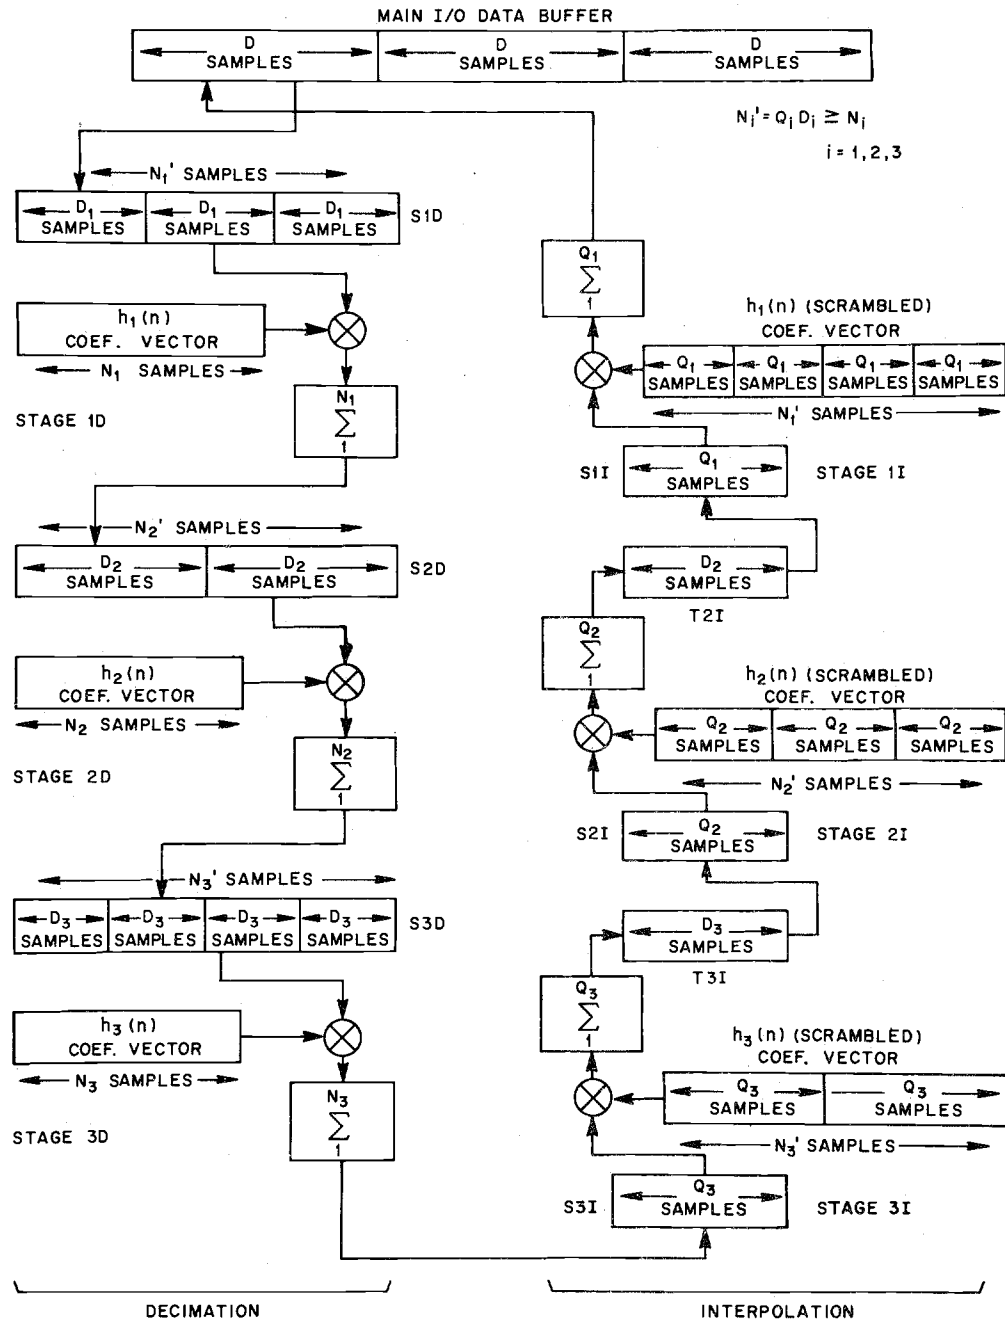 MAIN I/O DATA BUFFER
D SAMPLES
D SAMPLES
D SAMPLES
Nᵢ' = Qᵢ Dᵢ ≥ Nᵢ
i = 1,2,3
N₁' SAMPLES
D₁ SAMPLES
D₁ SAMPLES
D₁ SAMPLES
S1D
h₁(n)
COEF. VECTOR
N₁ SAMPLES
STAGE 1D
N₁
∑
1
N₂' SAMPLES
D₂ SAMPLES
D₂ SAMPLES
S2D
h₂(n)
COEF. VECTOR
N₂ SAMPLES
STAGE 2D
N₂
∑
1
N₃' SAMPLES
D₃ SAMPLES
D₃ SAMPLES
D₃ SAMPLES
D₃ SAMPLES
S3D
h₃(n)
COEF. VECTOR
N₃ SAMPLES
STAGE 3D
N₃
∑
1
DECIMATION
Q₁
∑
1
h₁(n) (SCRAMBLED)
COEF. VECTOR
Q₁ SAMPLES
Q₁ SAMPLES
Q₁ SAMPLES
Q₁ SAMPLES
N₁' SAMPLES
S1I
Q₁ SAMPLES
STAGE 1I
D₂ SAMPLES
T2I
Q₂
∑
1
h₂(n) (SCRAMBLED)
COEF. VECTOR
Q₂ SAMPLES
Q₂ SAMPLES
Q₂ SAMPLES
N₂' SAMPLES
S2I
Q₂ SAMPLES
STAGE 2I
D₃ SAMPLES
T3I
Q₃
∑
1
h₃(n) (SCRAMBLED)
COEF. VECTOR
Q₃ SAMPLES
Q₃ SAMPLES
N₃' SAMPLES
S3I
Q₃ SAMPLES
STAGE 3I
INTERPOLATION